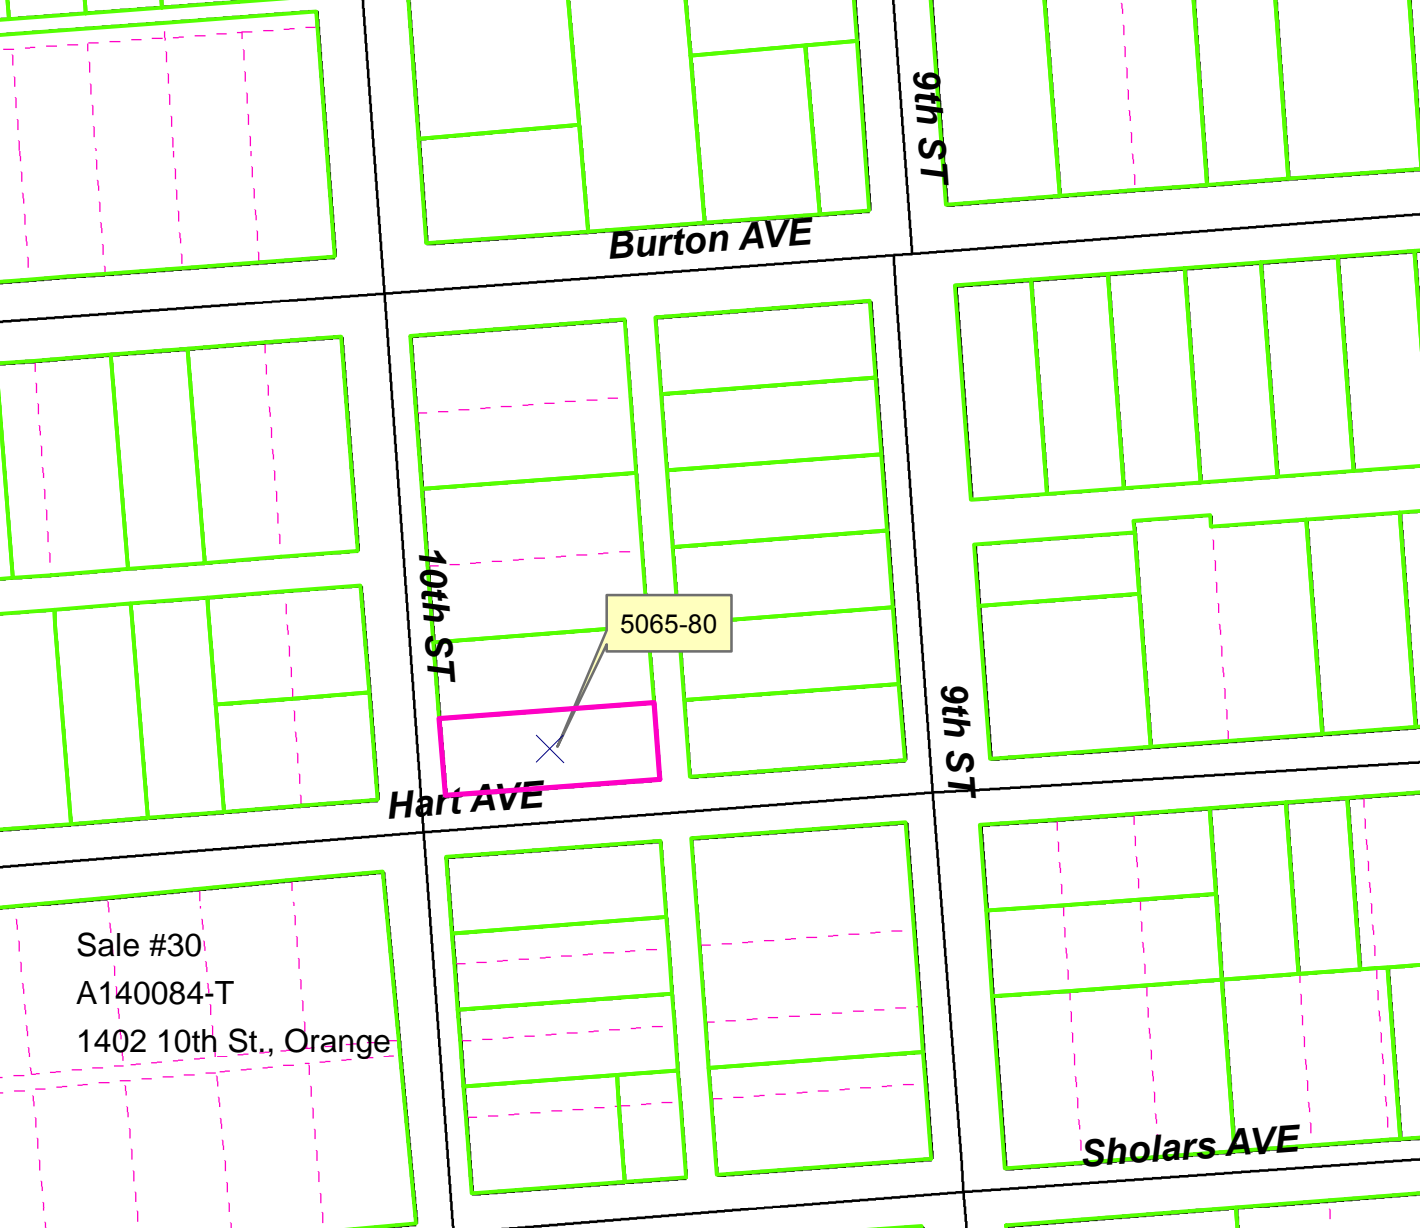 9th ST
Burton AVE
10th ST
5065-80
9th ST
Hart AVE
Sale #30
A140084-T
1402 10th St., Orange
Sholars AVE